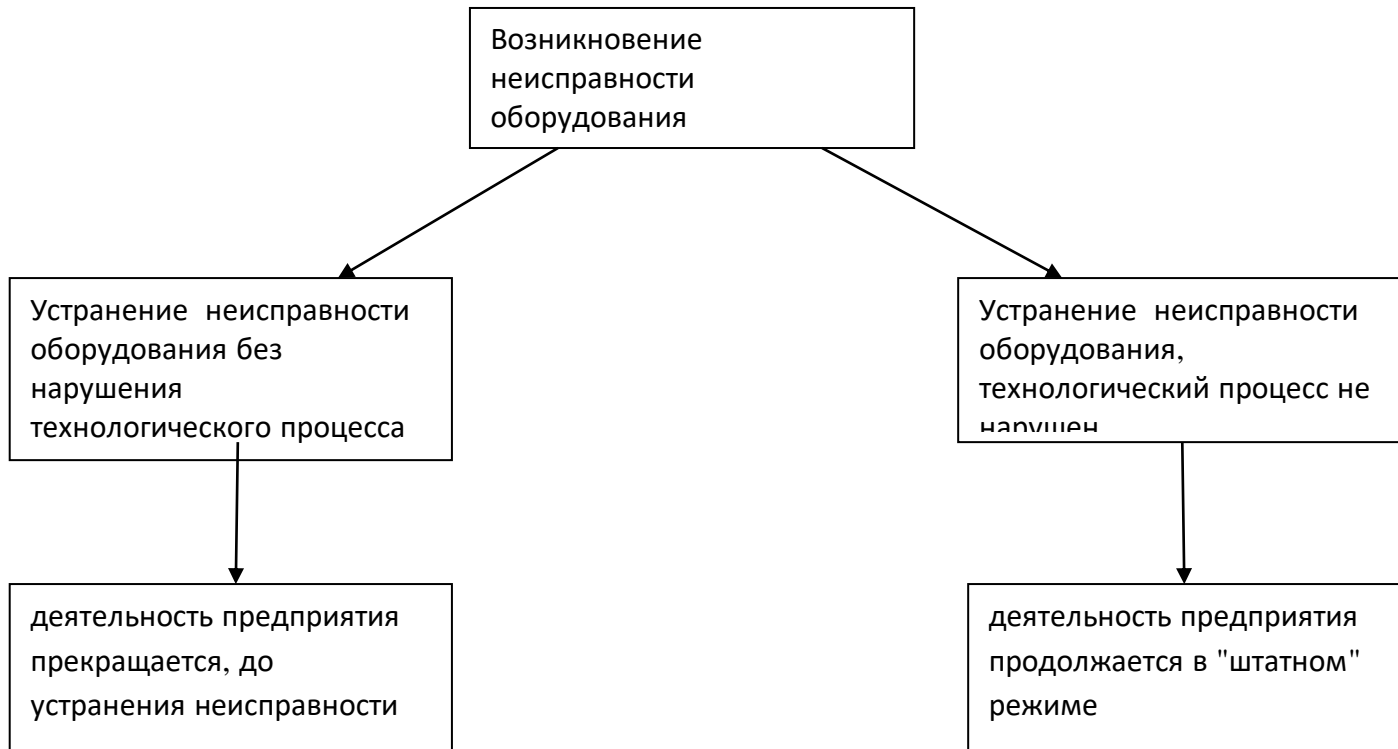 Возникновение
неисправности
оборудования
Устранение  неисправности
оборудования без
нарушения
технологического процесса
Устранение  неисправности
оборудования,
технологический процесс не
нарушен
деятельность предприятия
прекращается, до
устранения неисправности
деятельность предприятия
продолжается в "штатном"
режиме